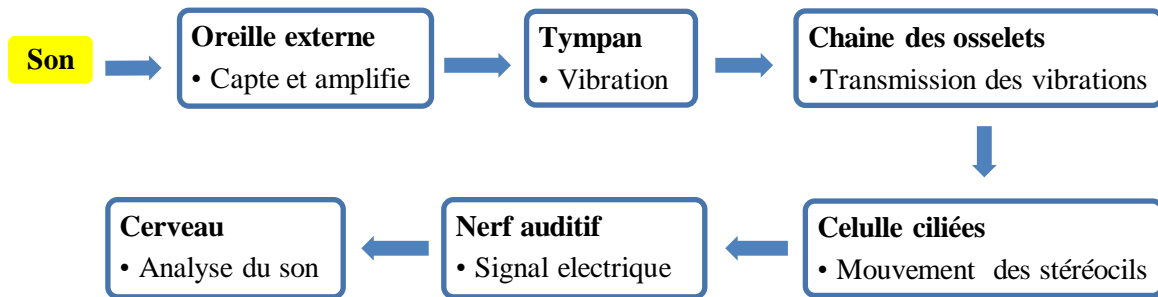 Son
Oreille externe
• Capte et amplifie
Tympan
• Vibration
Chaine des osselets
•Transmission des vibrations
Celulle ciliées
• Mouvement des stéréocils
Nerf auditif
• Signal electrique
Cerveau
• Analyse du son